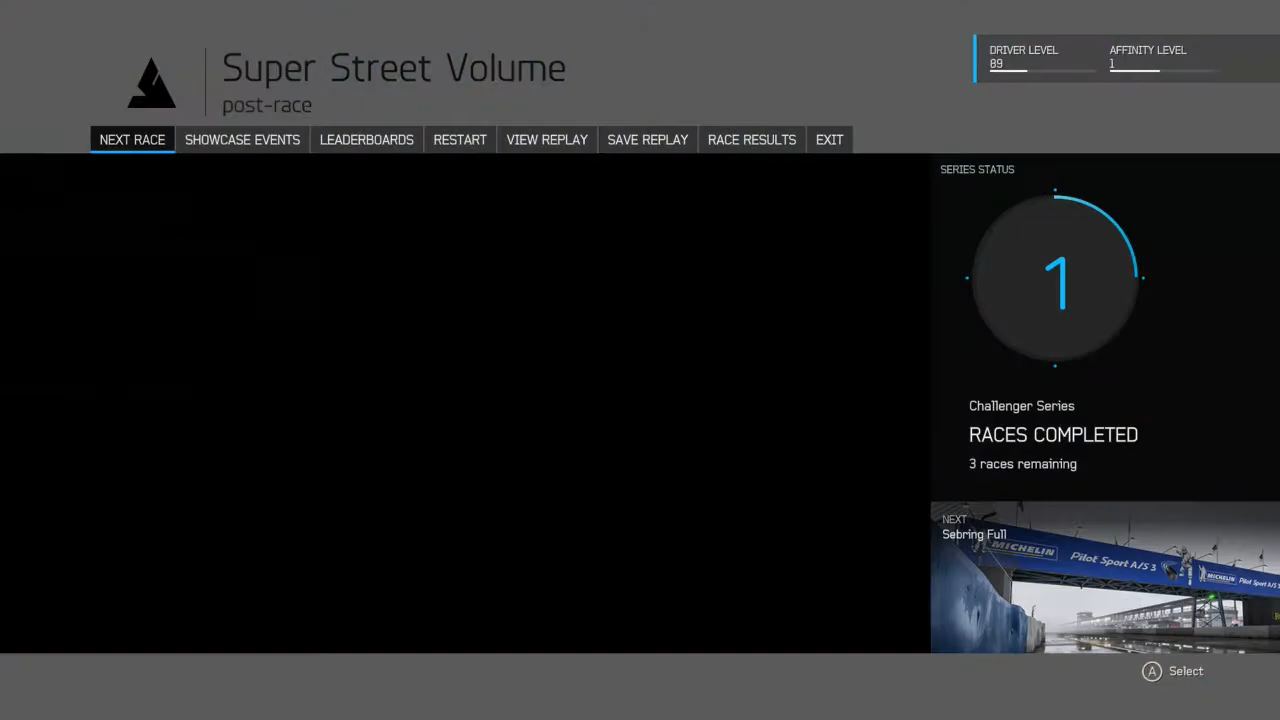 Super Street Volume
post-race
DRIVER LEVEL
89
AFFINITY LEVEL
1
NEXT RACE
SHOWCASE EVENTS
LEADERBOARDS
RESTART
VIEW REPLAY
SAVE REPLAY
RACE RESULTS
EXIT
SERIES STATUS
1
Challenger Series
RACES COMPLETED
3 races remaining
NEXT
Sebring Full
MICHELIN
Pilot Sport A/S 3
MICHELIN
Pilot Sport A/S
A Select